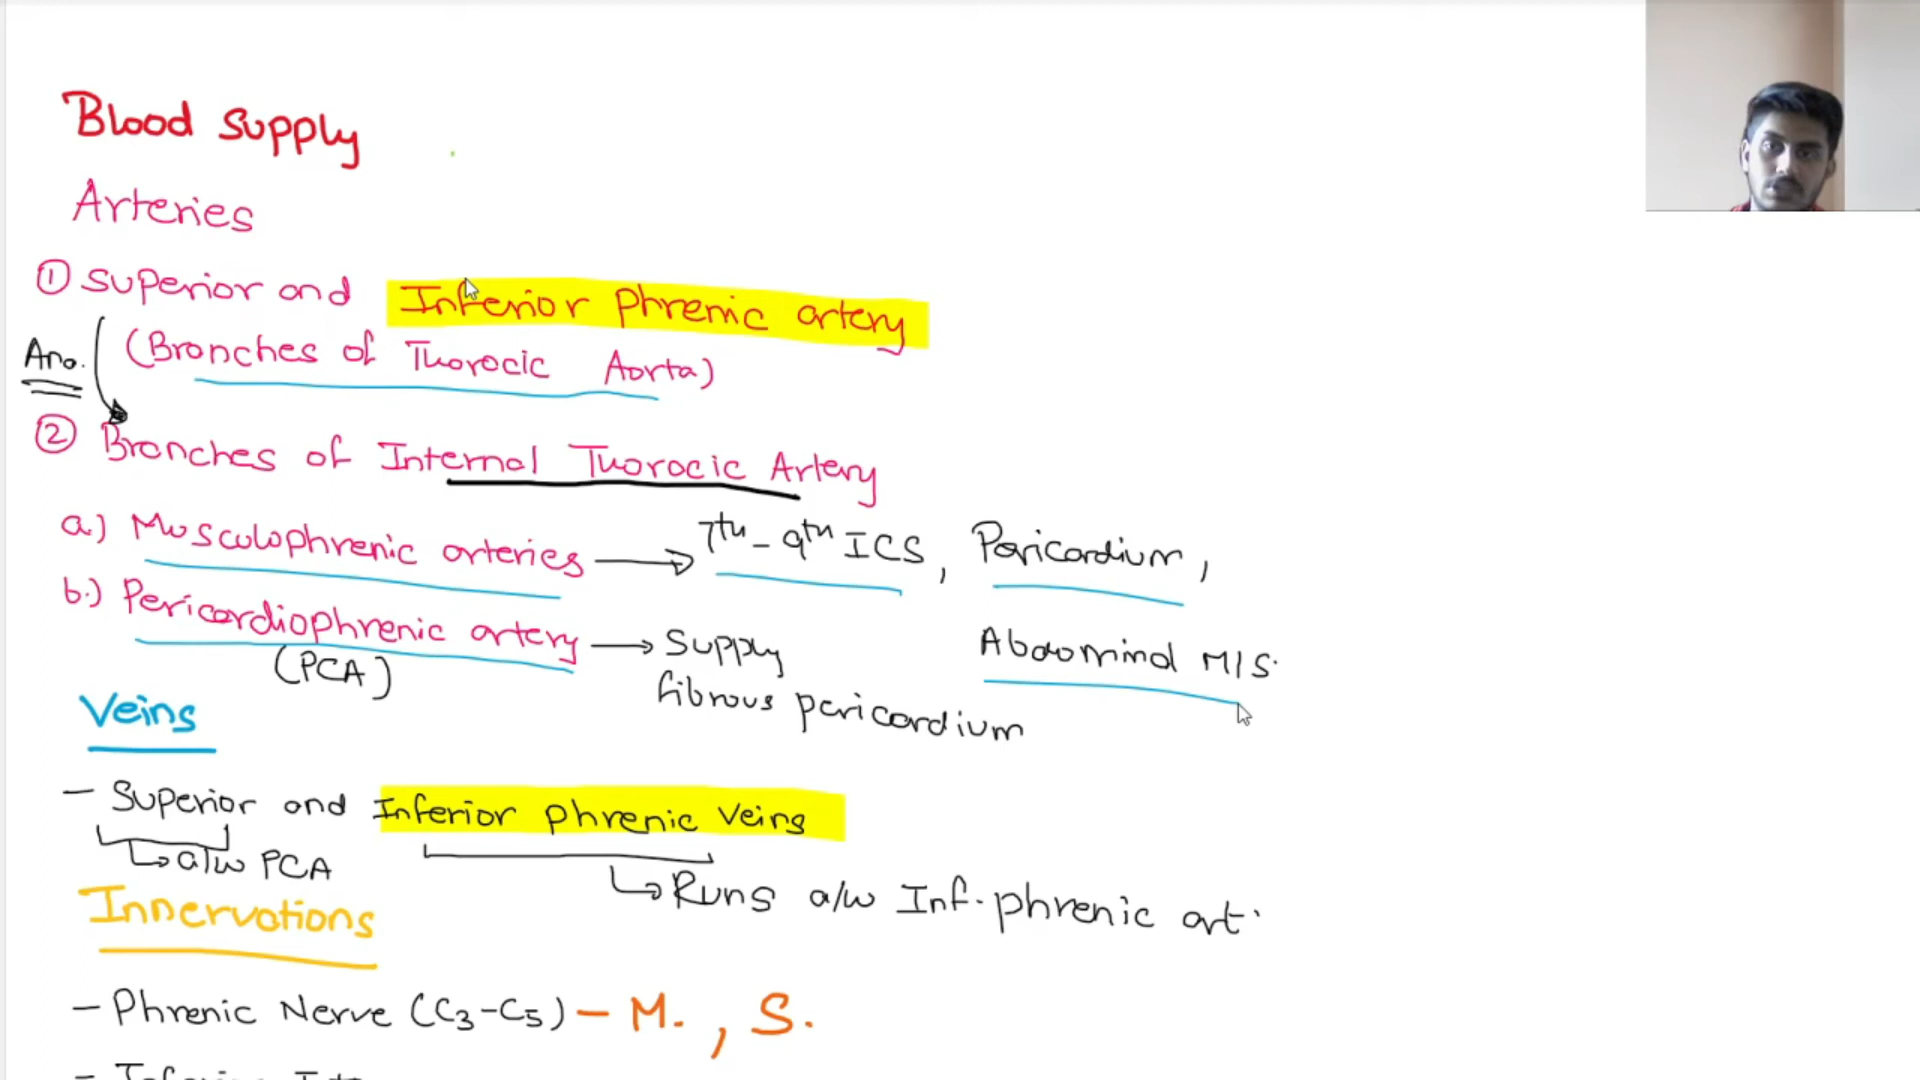 Blood supply
Arteries
① Superior and Inferior Phrenic artery
(Branches of Thoracic Aorta)
Ana.
② Branches of Internal Thoracic Artery
a.) Musculophrenic arteries → 7th - 9th ICS, Pericardium,
Abdominal M/S.
b.) Pericardiophrenic artery → Supply
(PCA)
fibrous pericardium
Veins
- Superior and Inferior Phrenic Veins
↳ a/w PCA
↳ Runs a/w Inf. phrenic art.
Innervations
- Phrenic Nerve (C3-C5) - M. , S.